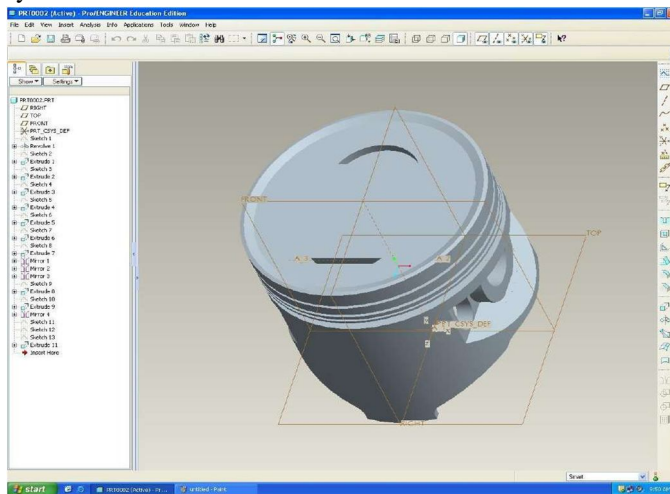 PRT0002 (Active) - Pro/ENGINEER Education Edition
File Edit View Insert Analysis Info Applications Tools Window Help
Show Settings
PRT0002.PRT
RIGHT
TOP
FRONT
PRT_CSYS_DEF
Sketch 1
Revolve 1
Sketch 2
Extrude 1
Sketch 3
Extrude 2
Sketch 4
Extrude 3
Sketch 5
Extrude 4
Sketch 6
Extrude 5
Sketch 7
Extrude 6
Sketch 8
Extrude 7
Mirror 1
Mirror 2
Mirror 3
Sketch 9
Extrude 8
Sketch 10
Extrude 9
Mirror 4
Sketch 11
Sketch 12
Sketch 13
Extrude 11
Insert Here
FRONT
TOP
PRT_CSYS_DEF
RIGHT
Smart
start
PRT0002 (Active) - Pr...
untitled - Paint